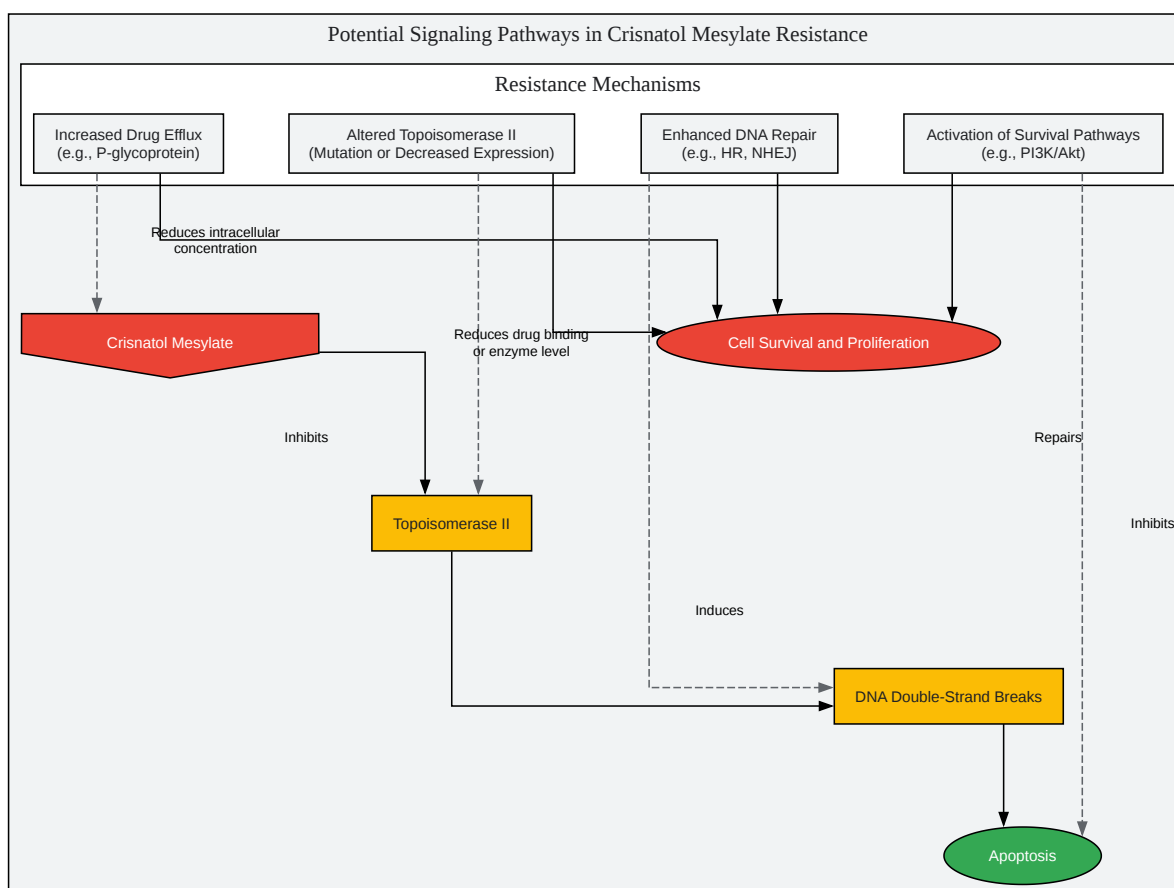 Potential Signaling Pathways in Crisnatol Mesylate Resistance
Resistance Mechanisms
Increased Drug Efflux
(e.g., P-glycoprotein)
Altered Topoisomerase II
(Mutation or Decreased Expression)
Enhanced DNA Repair
(e.g., HR, NHEJ)
Activation of Survival Pathways
(e.g., PI3K/Akt)
Reduces intracellular
concentration
Crisnatol Mesylate
Reduces drug binding
or enzyme level
Cell Survival and Proliferation
Inhibits
Repairs
Topoisomerase II
Inhibits
Induces
DNA Double-Strand Breaks
Apoptosis